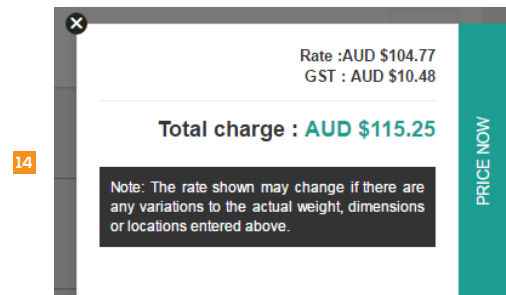 Rate :AUD $104.77
GST : AUD $10.48
Total charge : AUD $115.25
14
Note: The rate shown may change if there are
any variations to the actual weight, dimensions
or locations entered above.
PRICE NOW